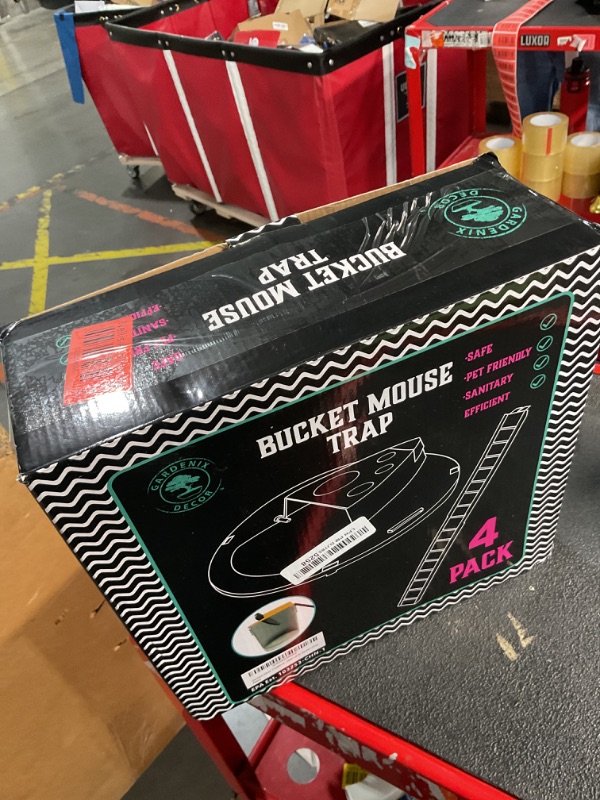 LUXOR
GARDENIX
DECOR
BUCKET MOUSE
TRAP
BUCKET MOUSE
TRAP
-SAFE
-PET FRIENDLY
-SANITARY
EFFICIENT
GARDENIX
DECOR
4
PACK